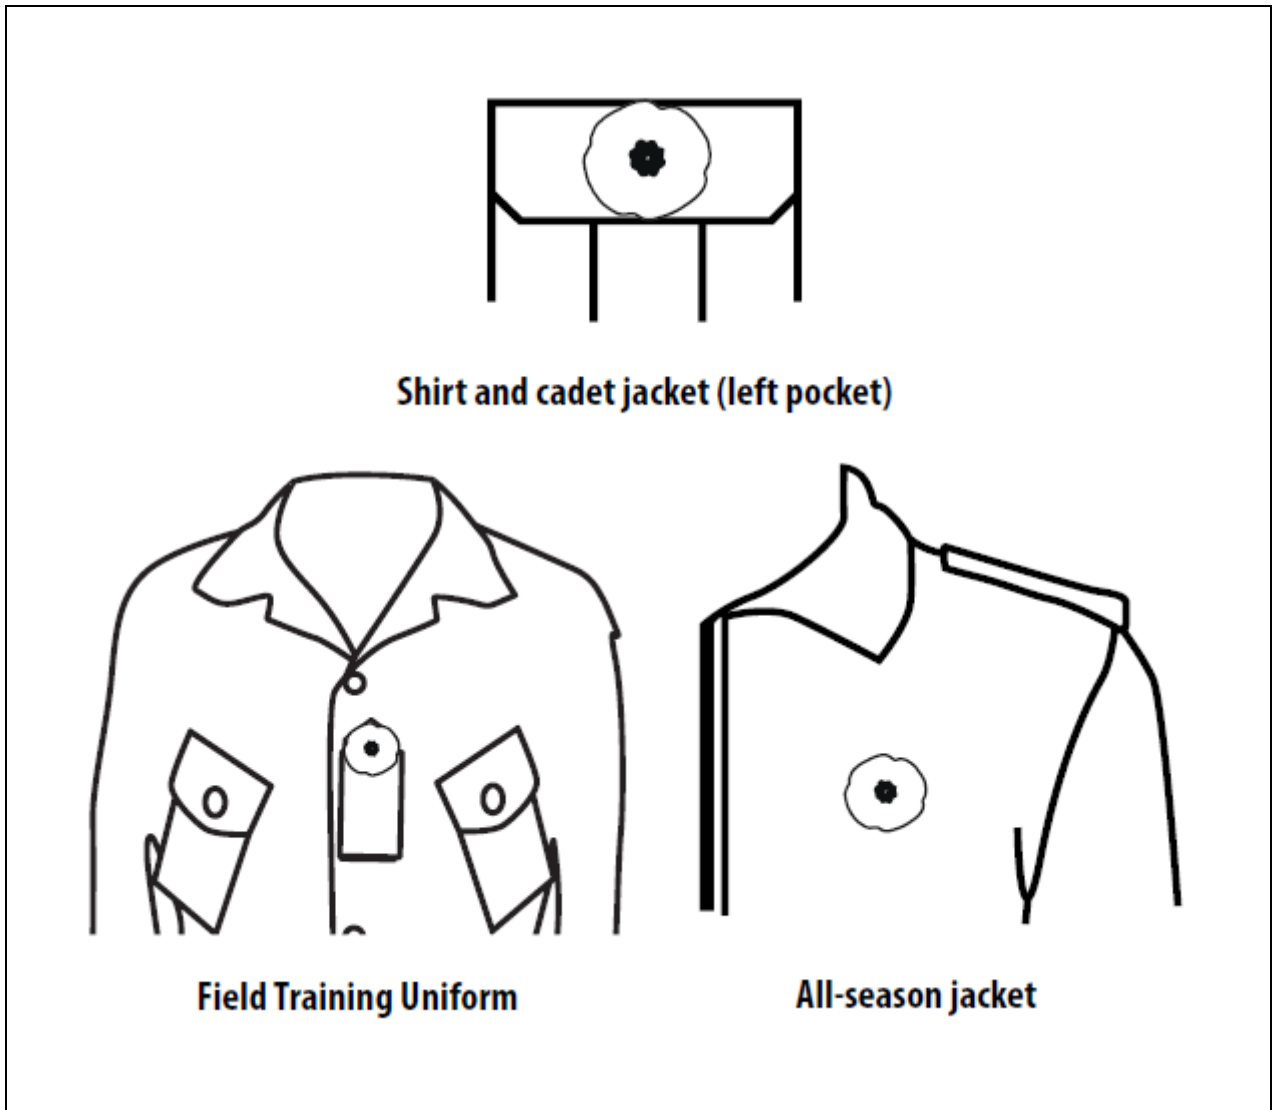 Shirt and cadet jacket (left pocket)
Field Training Uniform
All-season jacket